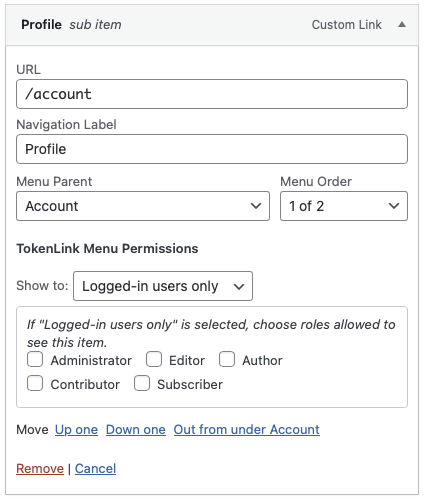 Profile sub item Custom Link
URL
/account
Navigation Label
Profile
Menu Parent Menu Order
Account 1 of 2
TokenLink Menu Permissions
Show to: Logged-in users only
If "Logged-in users only" is selected, choose roles allowed to
see this item.
Administrator Editor Author
Contributor Subscriber
Move Up one Down one Out from under Account
Remove | Cancel